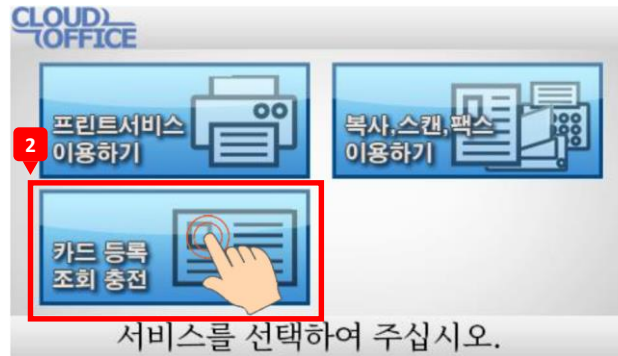 CLOUD
OFFICE
프린트서비스
이용하기
복사,스캔,팩스
이용하기
2
카드 등록
조회 충전
서비스를 선택하여 주십시오.